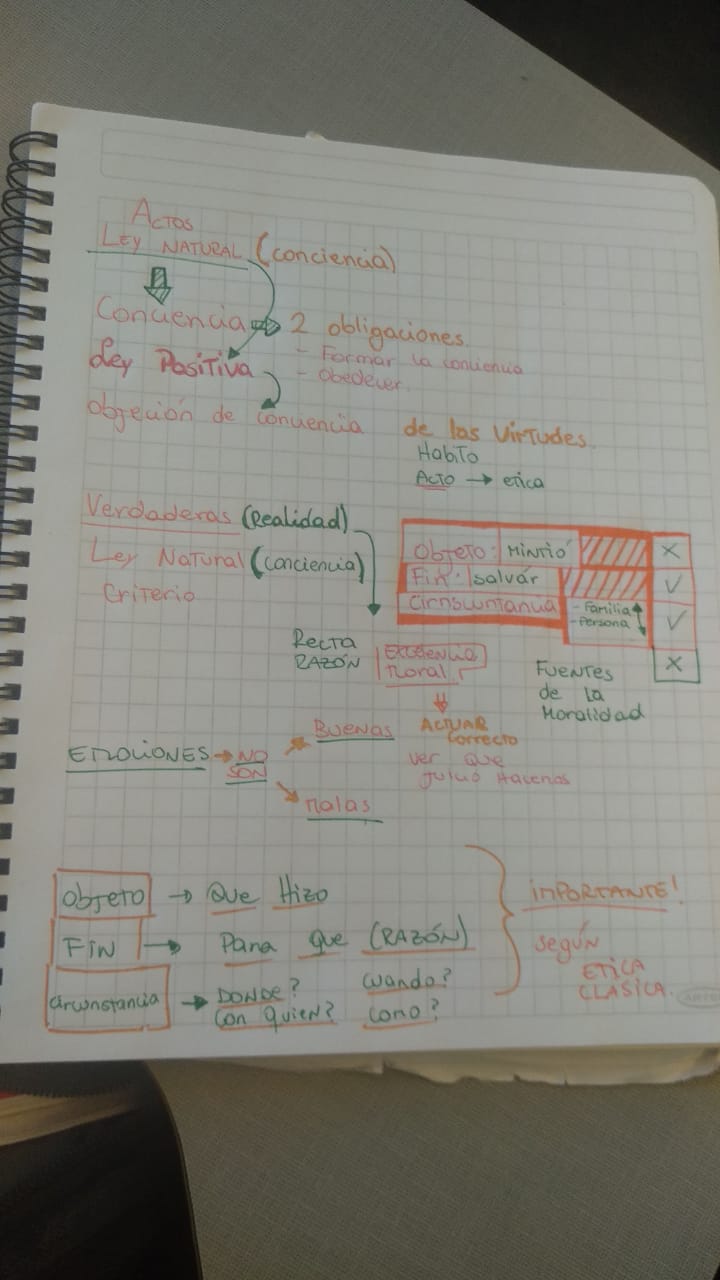 Actos
Ley NATURAL (conciencia)
Conciencia ⇒ 2 obligaciones
- Formar la conciencia
Ley Positiva
- Obedecer.
objeción de conciencia
de las Virtudes
Habito
Acto → etica
Verdaderas (Realidad)
Ley Natural (conciencia)
Criterio
Objeto: Mintió X
Fin: salvar ✓
Circnsuntancia - Familia - Persona ✓
X
Recta RAZÓN
Excelencia Moral
Fuentes de la Moralidad
ACTUAR correcto
ver que juicio Hacemos
EMOCIONES → NO SON
Buenas
Malas
objeto → Que Hizo
FIN → Para que (RAZÓN)
circunstancia → DONDE? cuando?
con quien? como?
imPORTANTE!
según
ETICA
CLASICA.